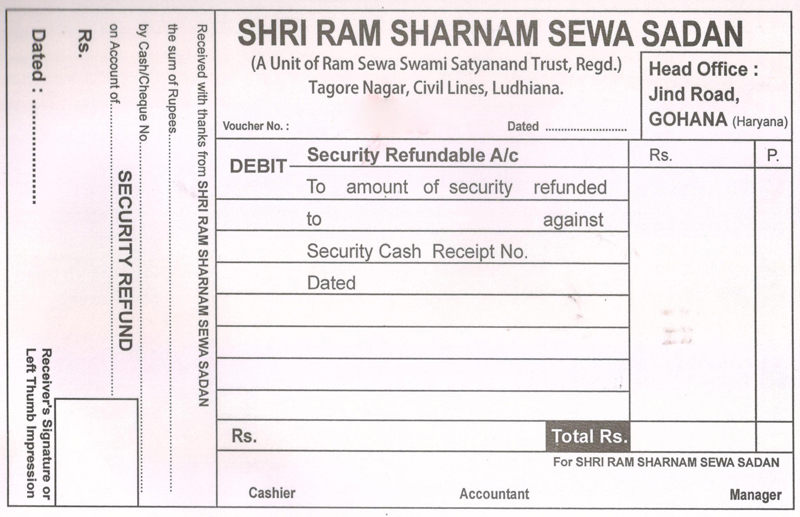 SHRI RAM SHARNAM SEWA SADAN
(A Unit of Ram Sewa Swami Satyanand Trust, Regd.)
Tagore Nagar, Civil Lines, Ludhiana.
Head Office :
Jind Road,
GOHANA (Haryana)
Voucher No. :
Dated ........................
DEBIT
Security Refundable A/c
Rs.
P.
To amount of security refunded
to against
Security Cash Receipt No.
Dated
Rs.
Total Rs.
For SHRI RAM SHARNAM SEWA SADAN
Cashier
Accountant
Manager
Received with thanks from SHRI RAM SHARNAM SEWA SADAN
the sum of Rupees........................
by Cash/Cheque No........................
on Account of........................
SECURITY REFUND
Rs.
Dated : ........................
Receiver's Signature or
Left Thumb Impression